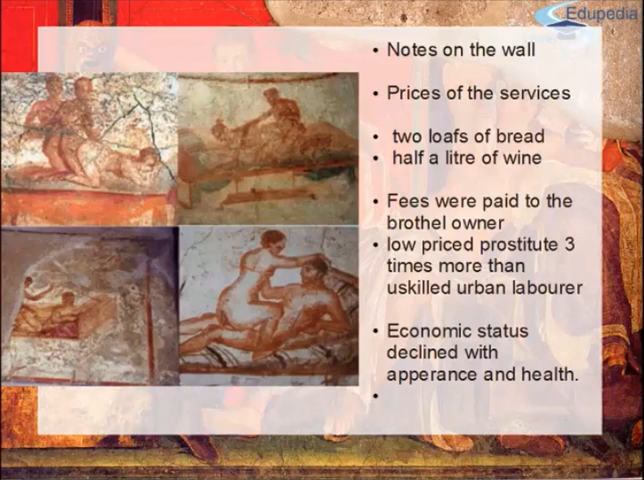 Edupedia
• Notes on the wall
• Prices of the services
• two loafs of bread
• half a litre of wine
• Fees were paid to the
brothel owner
• low priced prostitute 3
times more than
uskilled urban labourer
• Economic status
declined with
apperance and health.
•